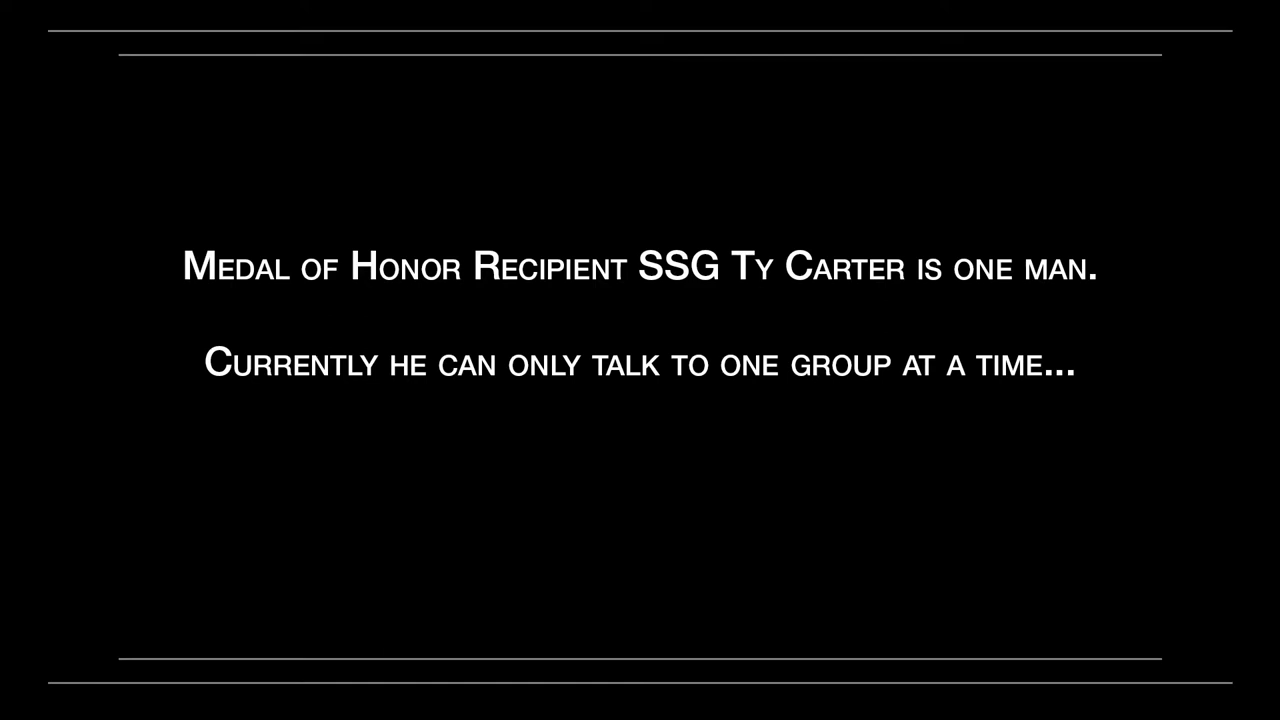 Medal of Honor Recipient SSG Ty Carter is one man.
Currently he can only talk to one group at a time...